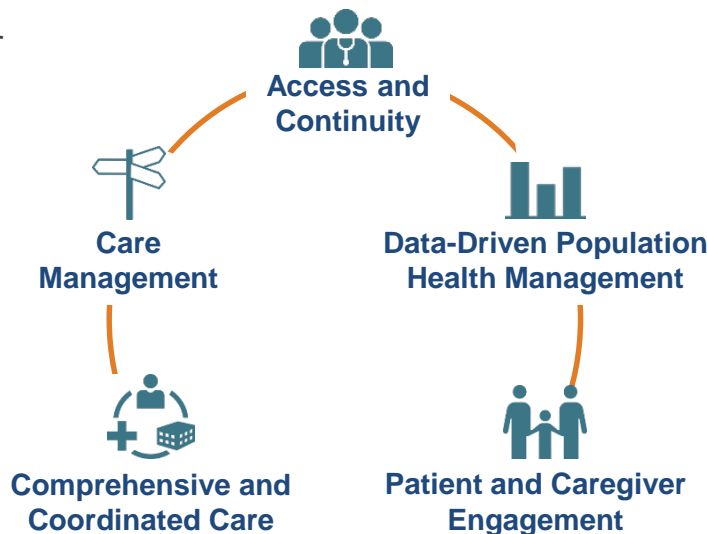 Access and
Continuity
Care
Management
Data-Driven Population
Health Management
Comprehensive and
Coordinated Care
Patient and Caregiver
Engagement